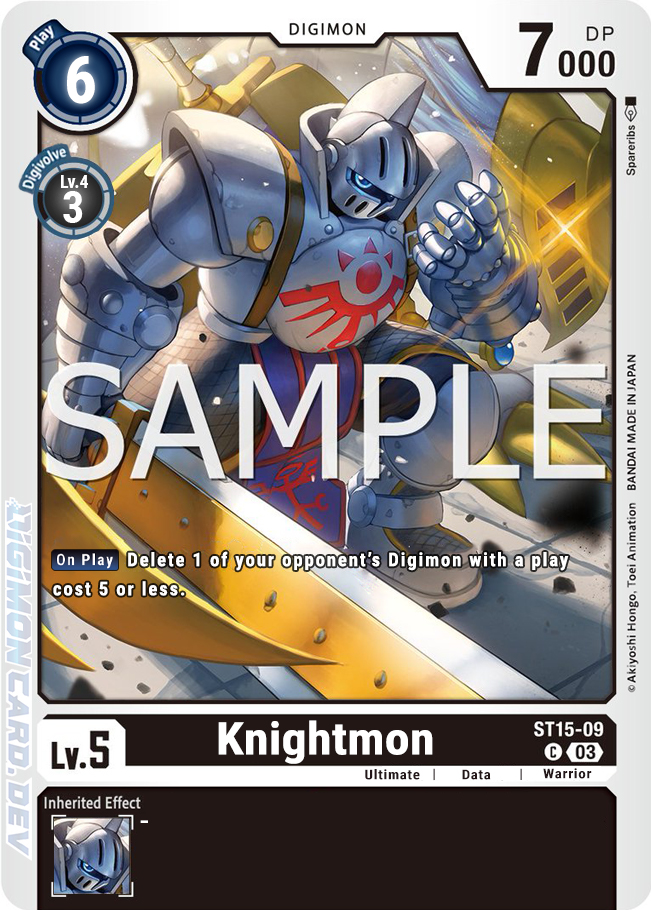 DIGIMON
Play
6
7000
DP
Digivolve
Lv.4
3
Spareribs
SAMPLE
On Play Delete 1 of your opponent's Digimon with a play
cost 5 or less.
© Akiyoshi Hongo, Toei Animation BANDAI MADE IN JAPAN
DIGIMONCARD.DEV
Lv.5
Knightmon
ST15-09
C 03
Ultimate | Data | Warrior
Inherited Effect
-